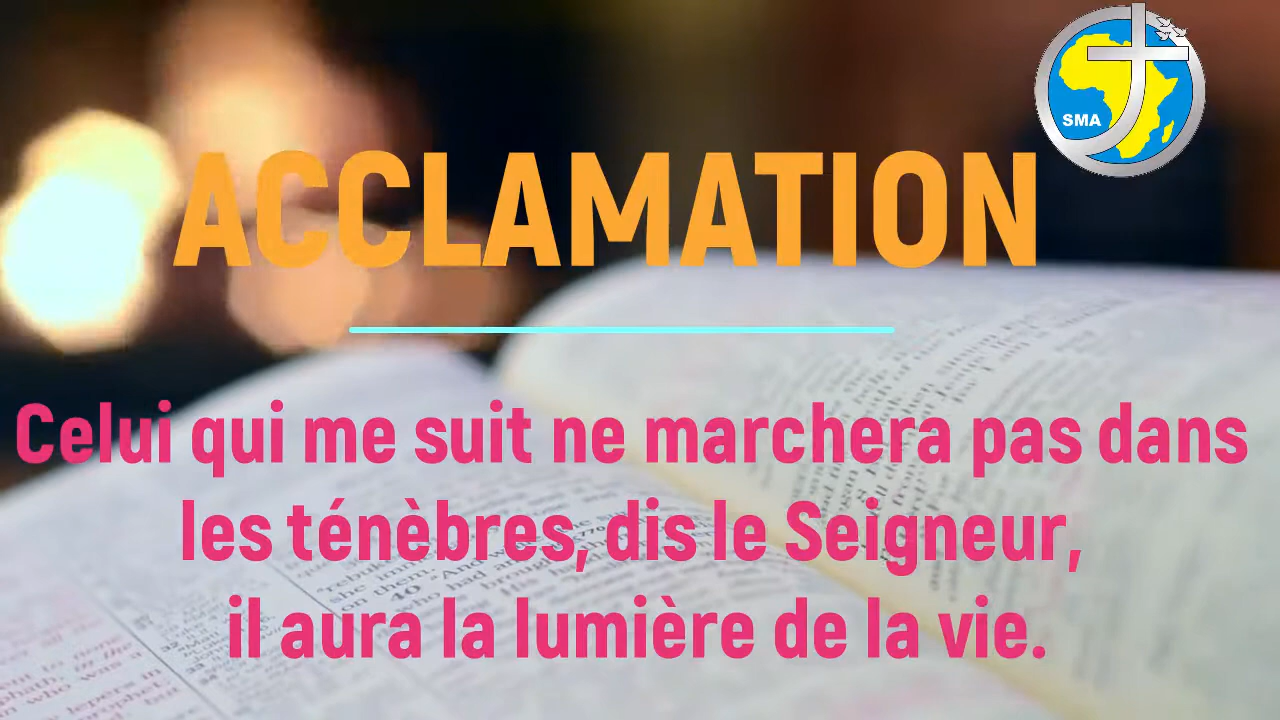 SMA
ACCLAMATION
Celui qui me suit ne marchera pas dans
les ténèbres, dis le Seigneur,
il aura la lumière de la vie.